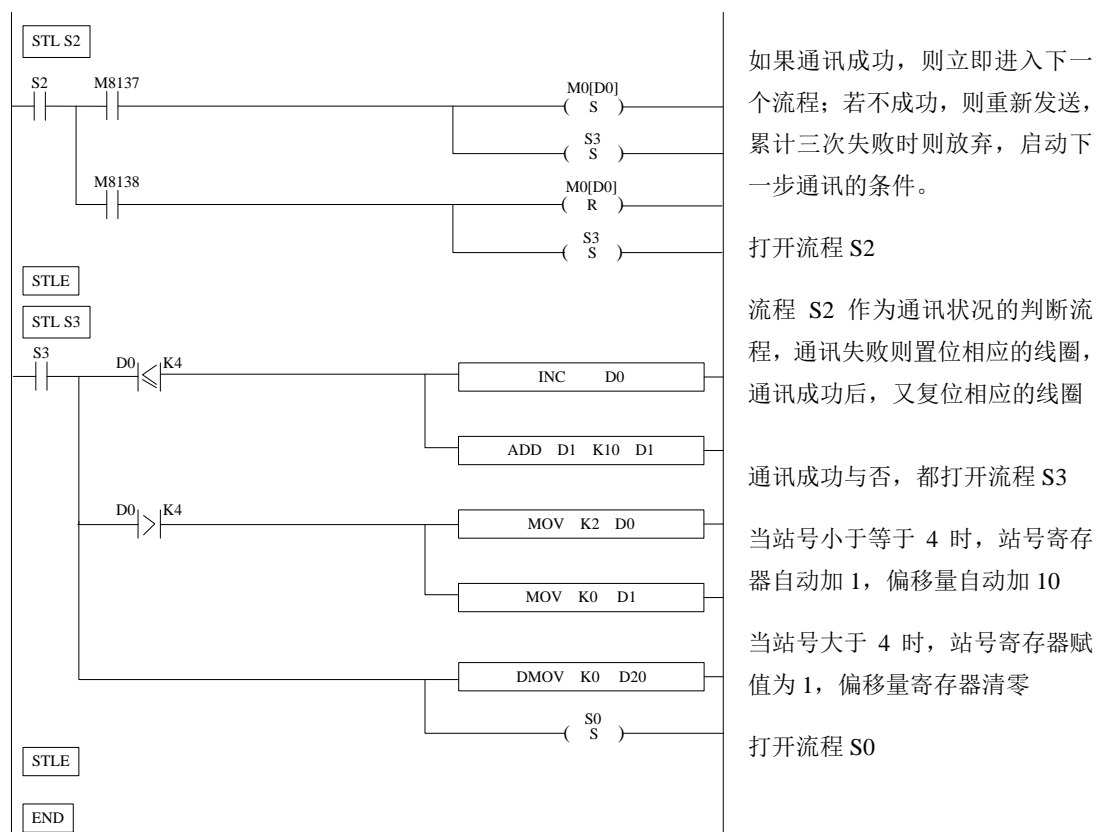 STL S2
S2 M8137 M0[D0]
S
S3
S
M8138 M0[D0]
R
S3
S
STLE
STL S3
S3 D0 ≤ K4
INC D0
ADD D1 K10 D1
D0 > K4
MOV K2 D0
MOV K0 D1
DMOV K0 D20
S0
S
STLE
END
如果通讯成功，则立即进入下一
个流程；若不成功，则重新发送，
累计三次失败时则放弃，启动下
一步通讯的条件。
打开流程 S2
流程 S2 作为通讯状况的判断流
程，通讯失败则置位相应的线圈，
通讯成功后，又复位相应的线圈
通讯成功与否，都打开流程 S3
当站号小于等于 4 时，站号寄存
器自动加 1，偏移量自动加 10
当站号大于 4 时，站号寄存器赋
值为 1，偏移量寄存器清零
打开流程 S0